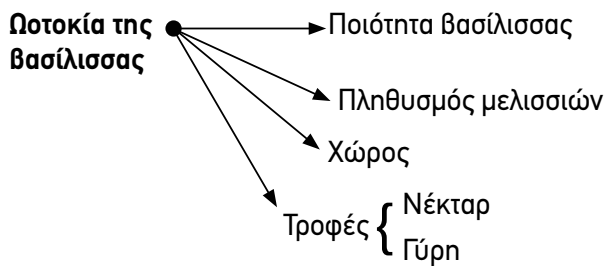 Ωοτοκία της
βασίλισσας
Ποιότητα βασίλισσας
Πληθυσμός μελισσιών
Χώρος
Τροφές { Νέκταρ
Γύρη